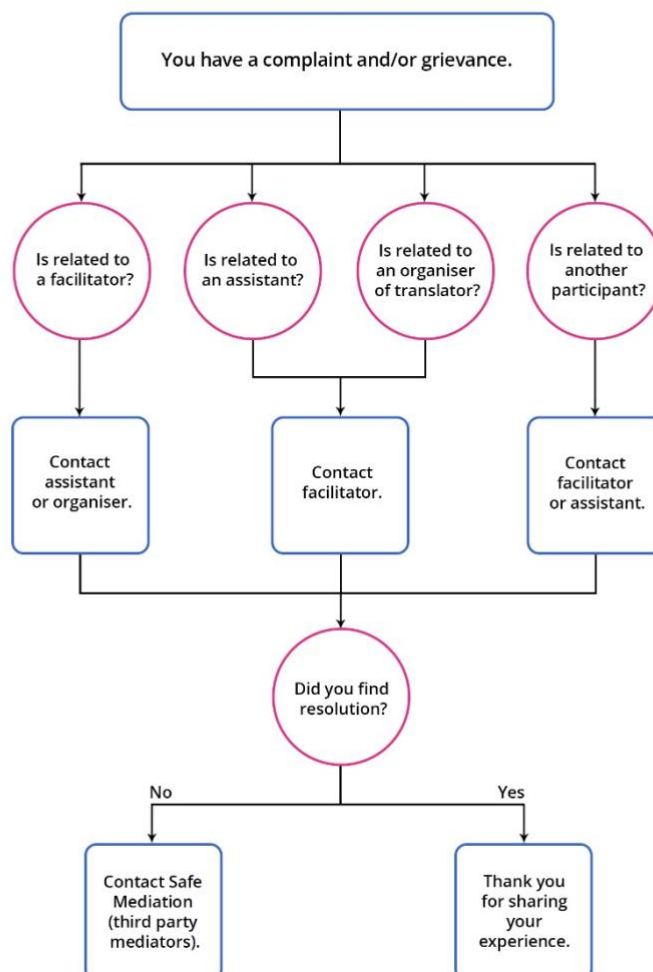 You have a complaint and/or grievance.
Is related to
a facilitator?
Is related to
an assistant?
Is related to
an organiser
of translator?
Is related to
another
participant?
Contact
assistant
or organiser.
Contact
facilitator.
Contact
facilitator
or assistant.
Did you find
resolution?
No
Yes
Contact Safe
Mediation
(third party
mediators).
Thank you
for sharing
your
experience.